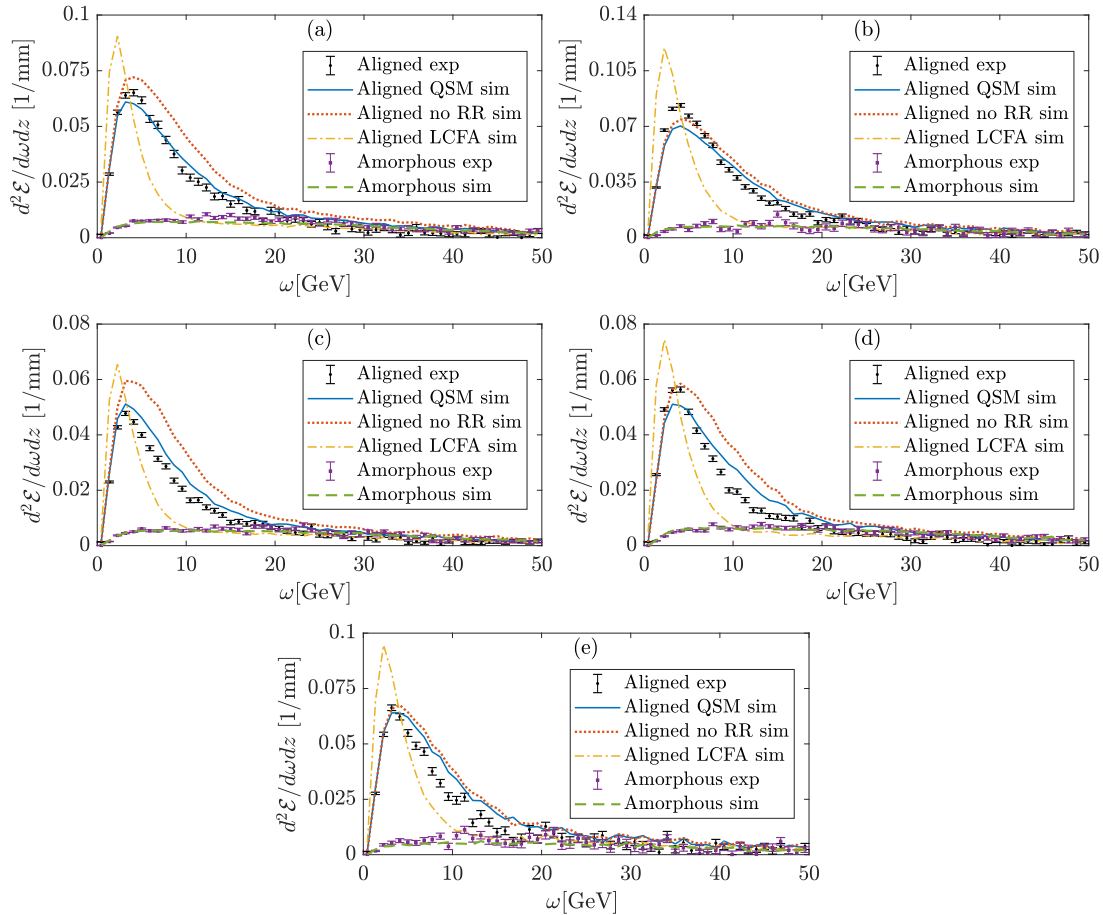 (a)
0.1
0.075
0.05
0.025
0
d²ℰ/dωdz [1/mm]
Aligned exp
Aligned QSM sim
Aligned no RR sim
Aligned LCFA sim
Amorphous exp
Amorphous sim
0 10 20 30 40 50
ω[GeV]
(b)
0.14
0.105
0.07
0.035
0
d²ℰ/dωdz [1/mm]
Aligned exp
Aligned QSM sim
Aligned no RR sim
Aligned LCFA sim
Amorphous exp
Amorphous sim
0 10 20 30 40 50
ω[GeV]
(c)
0.08
0.06
0.04
0.02
0
d²ℰ/dωdz [1/mm]
Aligned exp
Aligned QSM sim
Aligned no RR sim
Aligned LCFA sim
Amorphous exp
Amorphous sim
0 10 20 30 40 50
ω[GeV]
(d)
0.08
0.06
0.04
0.02
0
d²ℰ/dωdz [1/mm]
Aligned exp
Aligned QSM sim
Aligned no RR sim
Aligned LCFA sim
Amorphous exp
Amorphous sim
0 10 20 30 40 50
ω[GeV]
(e)
0.1
0.075
0.05
0.025
0
d²ℰ/dωdz [1/mm]
Aligned exp
Aligned QSM sim
Aligned no RR sim
Aligned LCFA sim
Amorphous exp
Amorphous sim
0 10 20 30 40 50
ω[GeV]